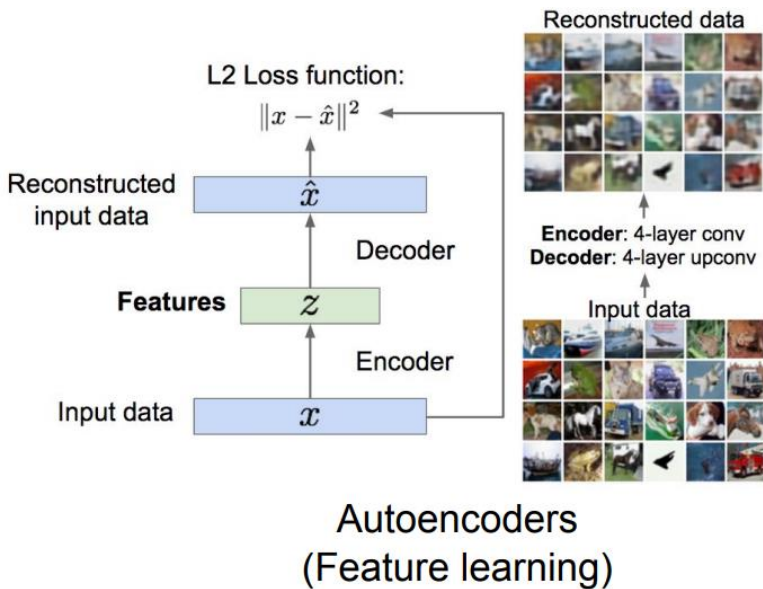 Reconstructed data
L2 Loss function:
‖x − x̂‖²
Reconstructed
input data
x̂
Decoder
Encoder: 4-layer conv
Decoder: 4-layer upconv
Features
z
Input data
Encoder
Input data
x
Autoencoders
(Feature learning)